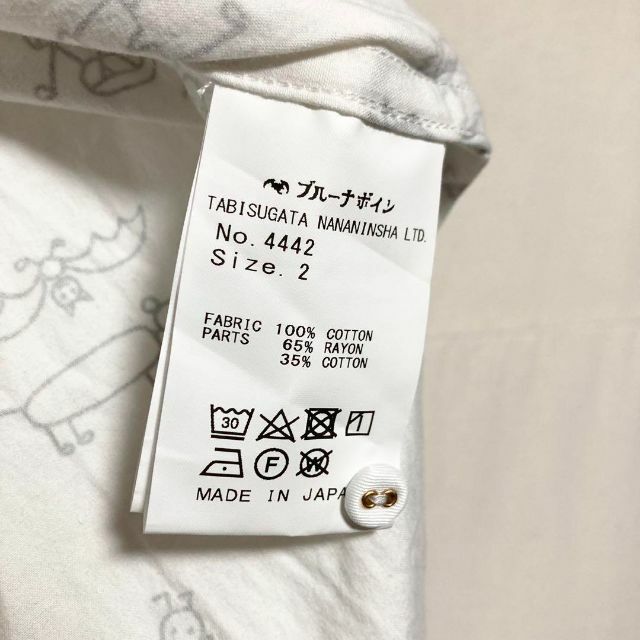 ブルーナボイン
TABISUGATA NANANINSHA LTD.
No. 4442
Size. 2
FABRIC 100% COTTON
PARTS 65% RAYON
35% COTTON
30
1
F W
MADE IN JAPA